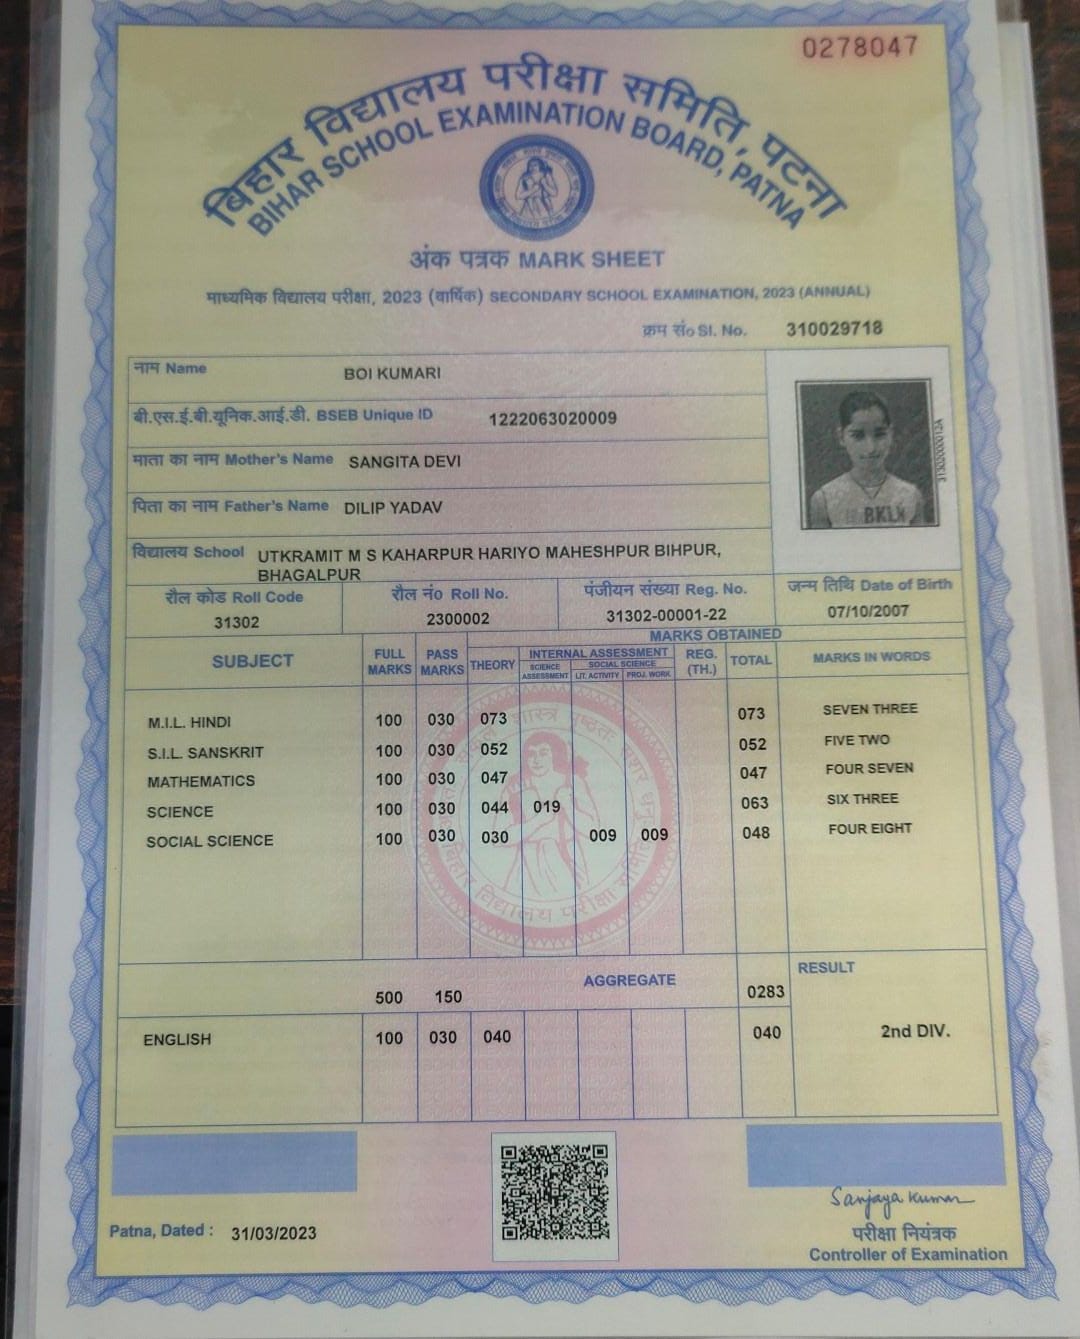 0278047
बिहार विद्यालय परीक्षा समिति, पटना
BIHAR SCHOOL EXAMINATION BOARD, PATNA
अंक पत्रक MARK SHEET
माध्यमिक विद्यालय परीक्षा, 2023 (वार्षिक) SECONDARY SCHOOL EXAMINATION, 2023 (ANNUAL)
क्रम सं० Sl. No. 310029718
नाम Name BOI KUMARI
बी.एस.ई.बी.यूनिक.आई.डी. BSEB Unique ID 1222063020009
माता का नाम Mother's Name SANGITA DEVI
पिता का नाम Father's Name DILIP YADAV
विद्यालय School UTKRAMIT M S KAHARPUR HARIYO MAHESHPUR BIHPUR,
BHAGALPUR
रौल कोड Roll Code रौल नं० Roll No. पंजीयन संख्या Reg. No. जन्म तिथि Date of Birth
31302 2300002 31302-00001-22 07/10/2007
MARKS OBTAINED
SUBJECT FULL MARKS PASS MARKS THEORY INTERNAL ASSESSMENT REG. (TH.) TOTAL MARKS IN WORDS
SCIENCE ASSESSMENT SOCIAL SCIENCE
LIT. ACTIVITY PROJ. WORK
M.I.L. HINDI 100 030 073 073 SEVEN THREE
S.I.L. SANSKRIT 100 030 052 052 FIVE TWO
MATHEMATICS 100 030 047 047 FOUR SEVEN
SCIENCE 100 030 044 019 063 SIX THREE
SOCIAL SCIENCE 100 030 030 009 009 048 FOUR EIGHT
बिहार विद्यालय परीक्षा समिति
AGGREGATE RESULT
500 150 0283
ENGLISH 100 030 040 040 2nd DIV.
Sanjaya Kumar
Patna, Dated : 31/03/2023
परीक्षा नियंत्रक
Controller of Examination